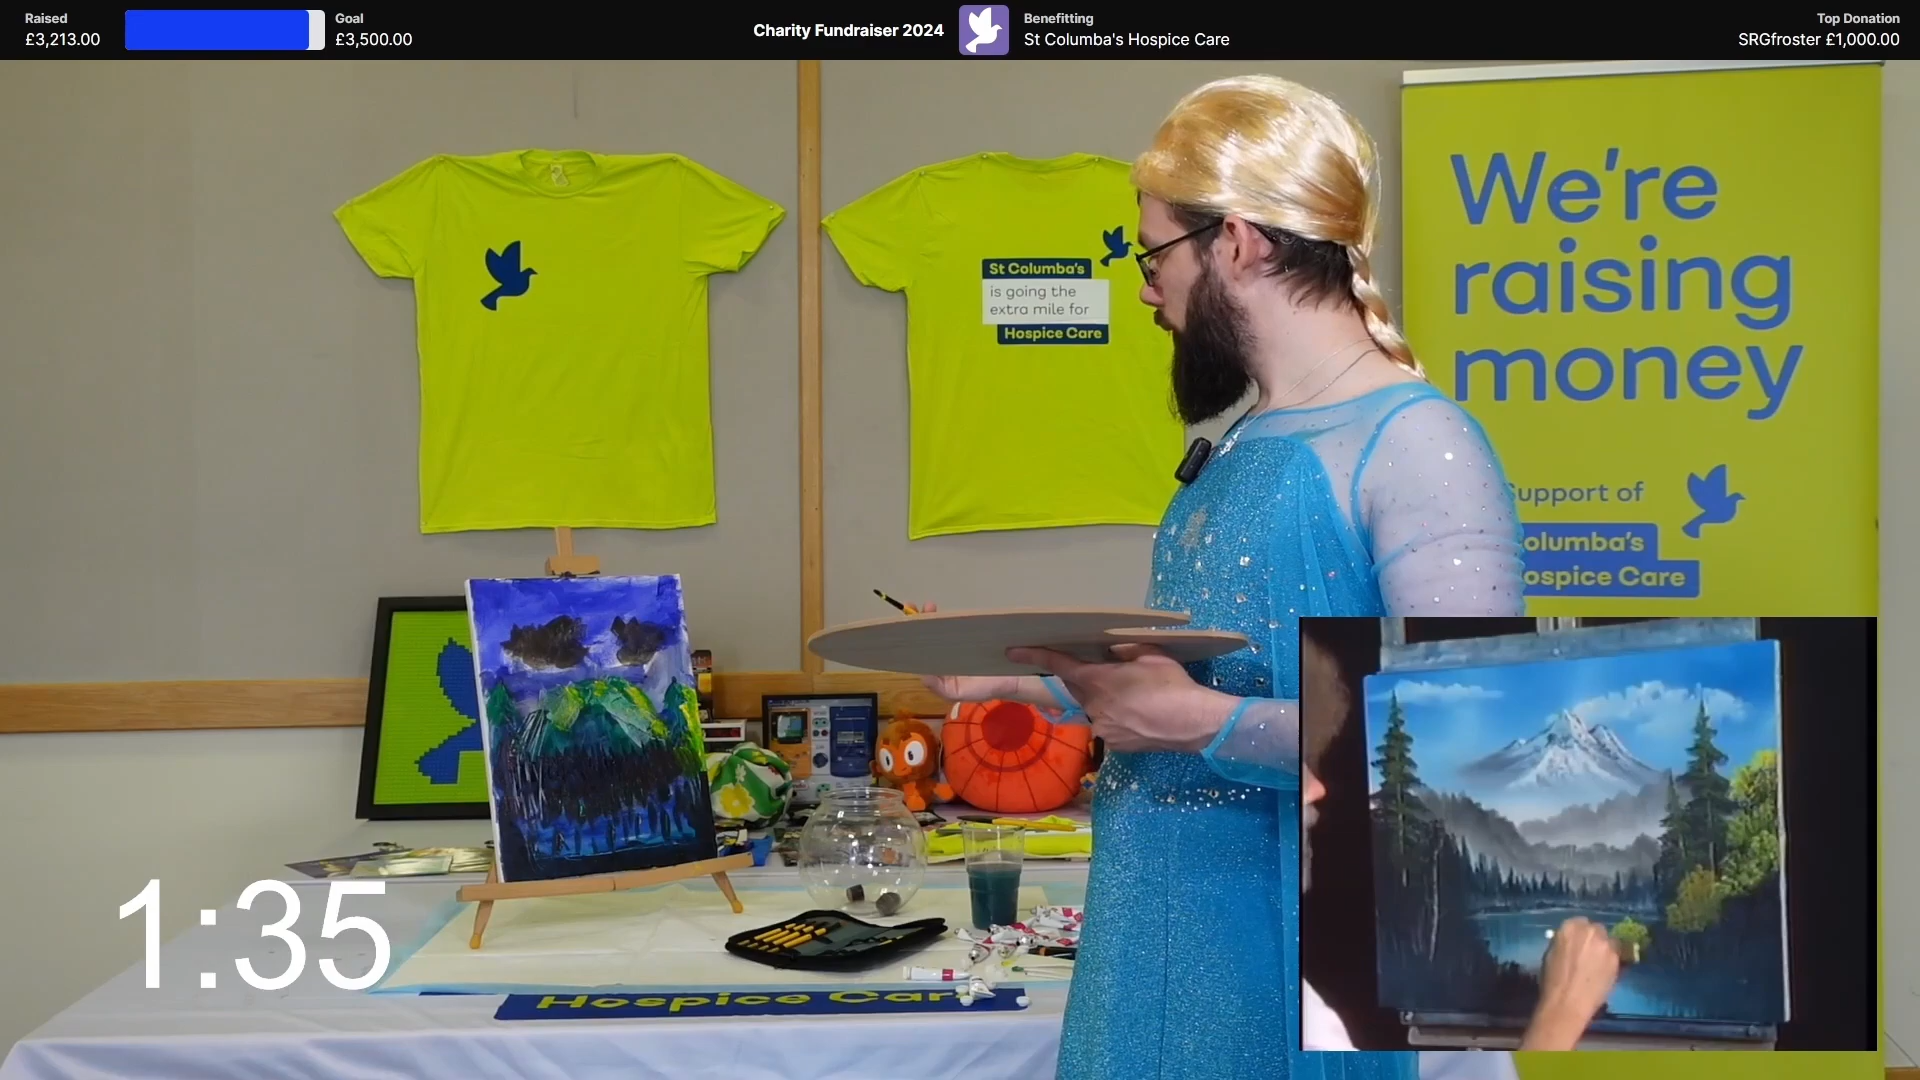 Raised
£3,213.00
Goal
£3,500.00
Charity Fundraiser 2024
Benefitting
St Columba's Hospice Care
Top Donation
SRGfroster £1,000.00
St Columba's
is going the
extra mile for
Hospice Care
We're
raising
money
support of
olumba's
ospice Care
1:35
Hospice Car